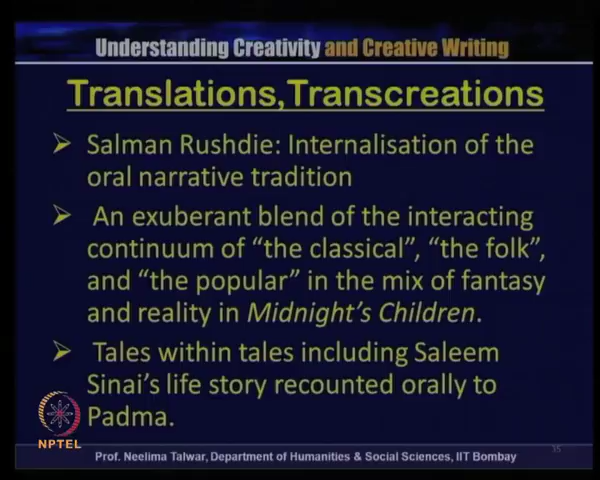 Understanding Creativity and Creative Writing
Translations,Transcreations
➢ Salman Rushdie: Internalisation of the
oral narrative tradition
➢ An exuberant blend of the interacting
continuum of “the classical”, “the folk”,
and “the popular” in the mix of fantasy
and reality in Midnight’s Children.
➢ Tales within tales including Saleem
Sinai’s life story recounted orally to
Padma.
NPTEL
Prof. Neelima Talwar, Department of Humanities & Social Sciences, IIT Bombay
35